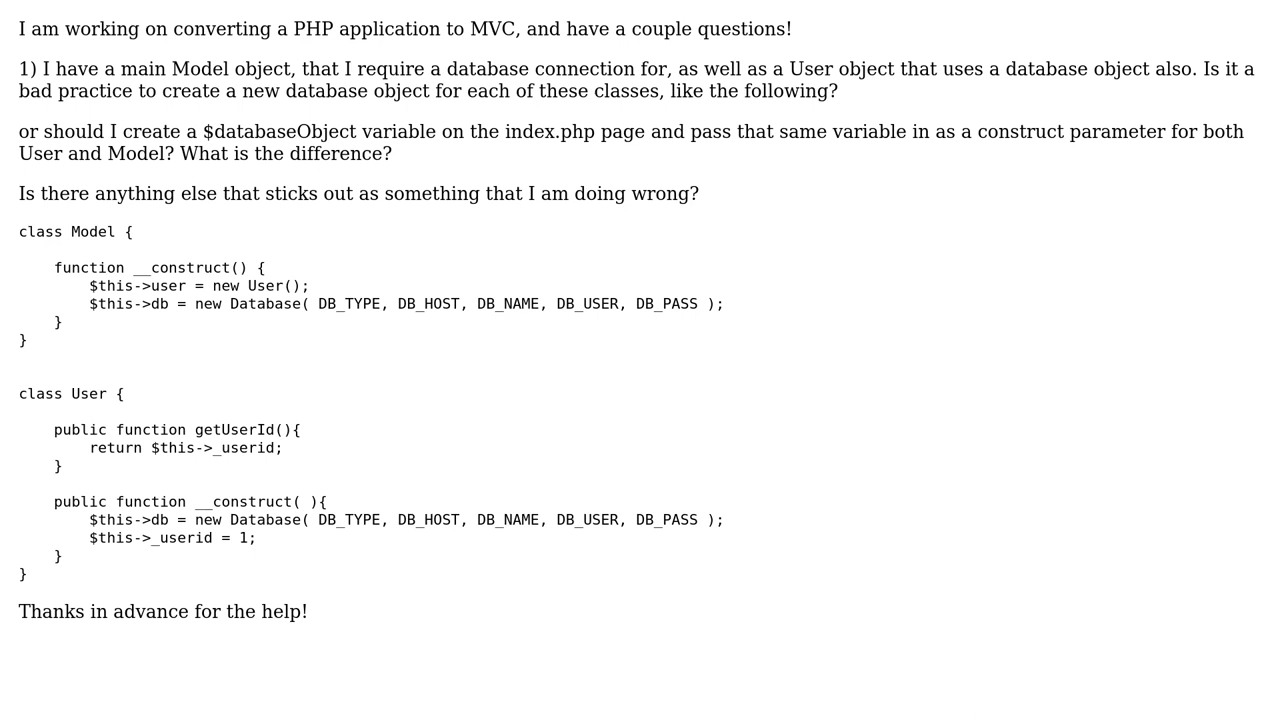 I am working on converting a PHP application to MVC, and have a couple questions!
1) I have a main Model object, that I require a database connection for, as well as a User object that uses a database object also. Is it a
bad practice to create a new database object for each of these classes, like the following?
or should I create a $databaseObject variable on the index.php page and pass that same variable in as a construct parameter for both
User and Model? What is the difference?
Is there anything else that sticks out as something that I am doing wrong?
class Model {
    function __construct() {
        $this->user = new User();
        $this->db = new Database( DB_TYPE, DB_HOST, DB_NAME, DB_USER, DB_PASS );
    }
}
class User {
    public function getUserId(){
        return $this->_userid;
    }
    public function __construct( ){
        $this->db = new Database( DB_TYPE, DB_HOST, DB_NAME, DB_USER, DB_PASS );
        $this->_userid = 1;
    }
}
Thanks in advance for the help!